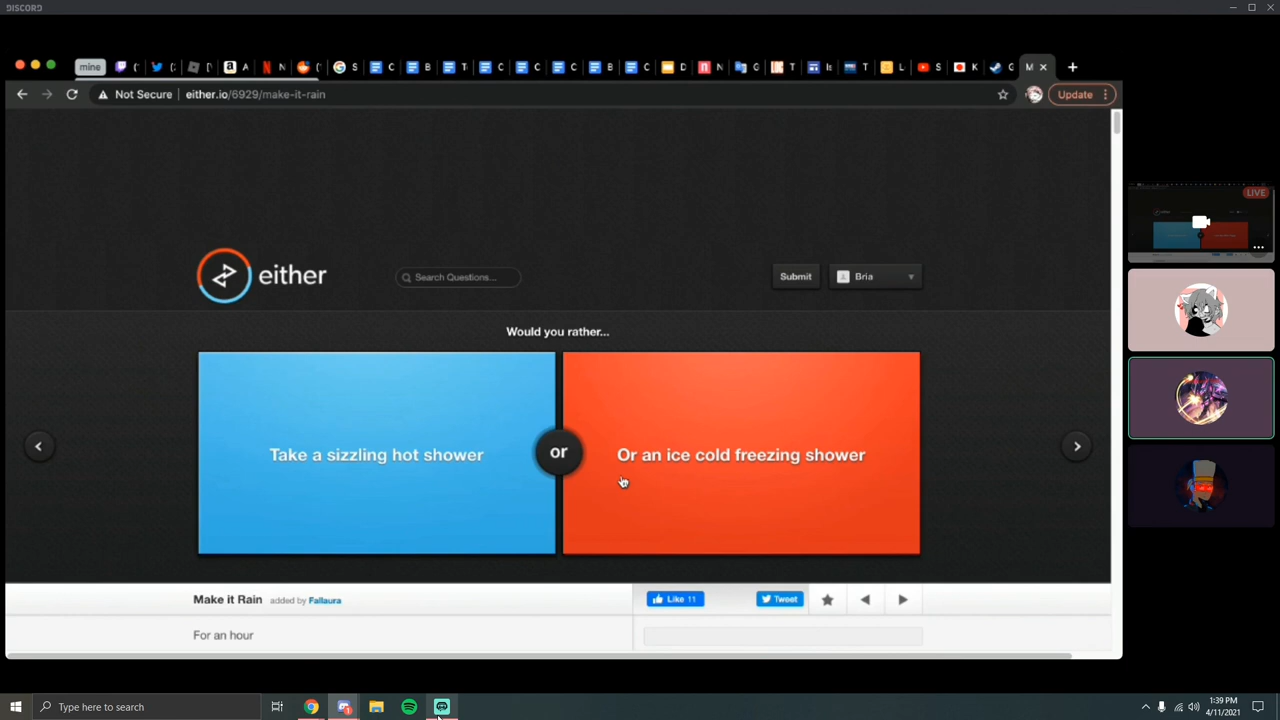 DISCORD
mine
Not Secure
either.io/6929/make-it-rain
Update
LIVE
either
Search Questions...
Submit
Bria
Would you rather...
Take a sizzling hot shower
or
Or an ice cold freezing shower
Make it Rain added by Fallaura
Like 11
Tweet
For an hour
Type here to search
1:39 PM
4/11/2021